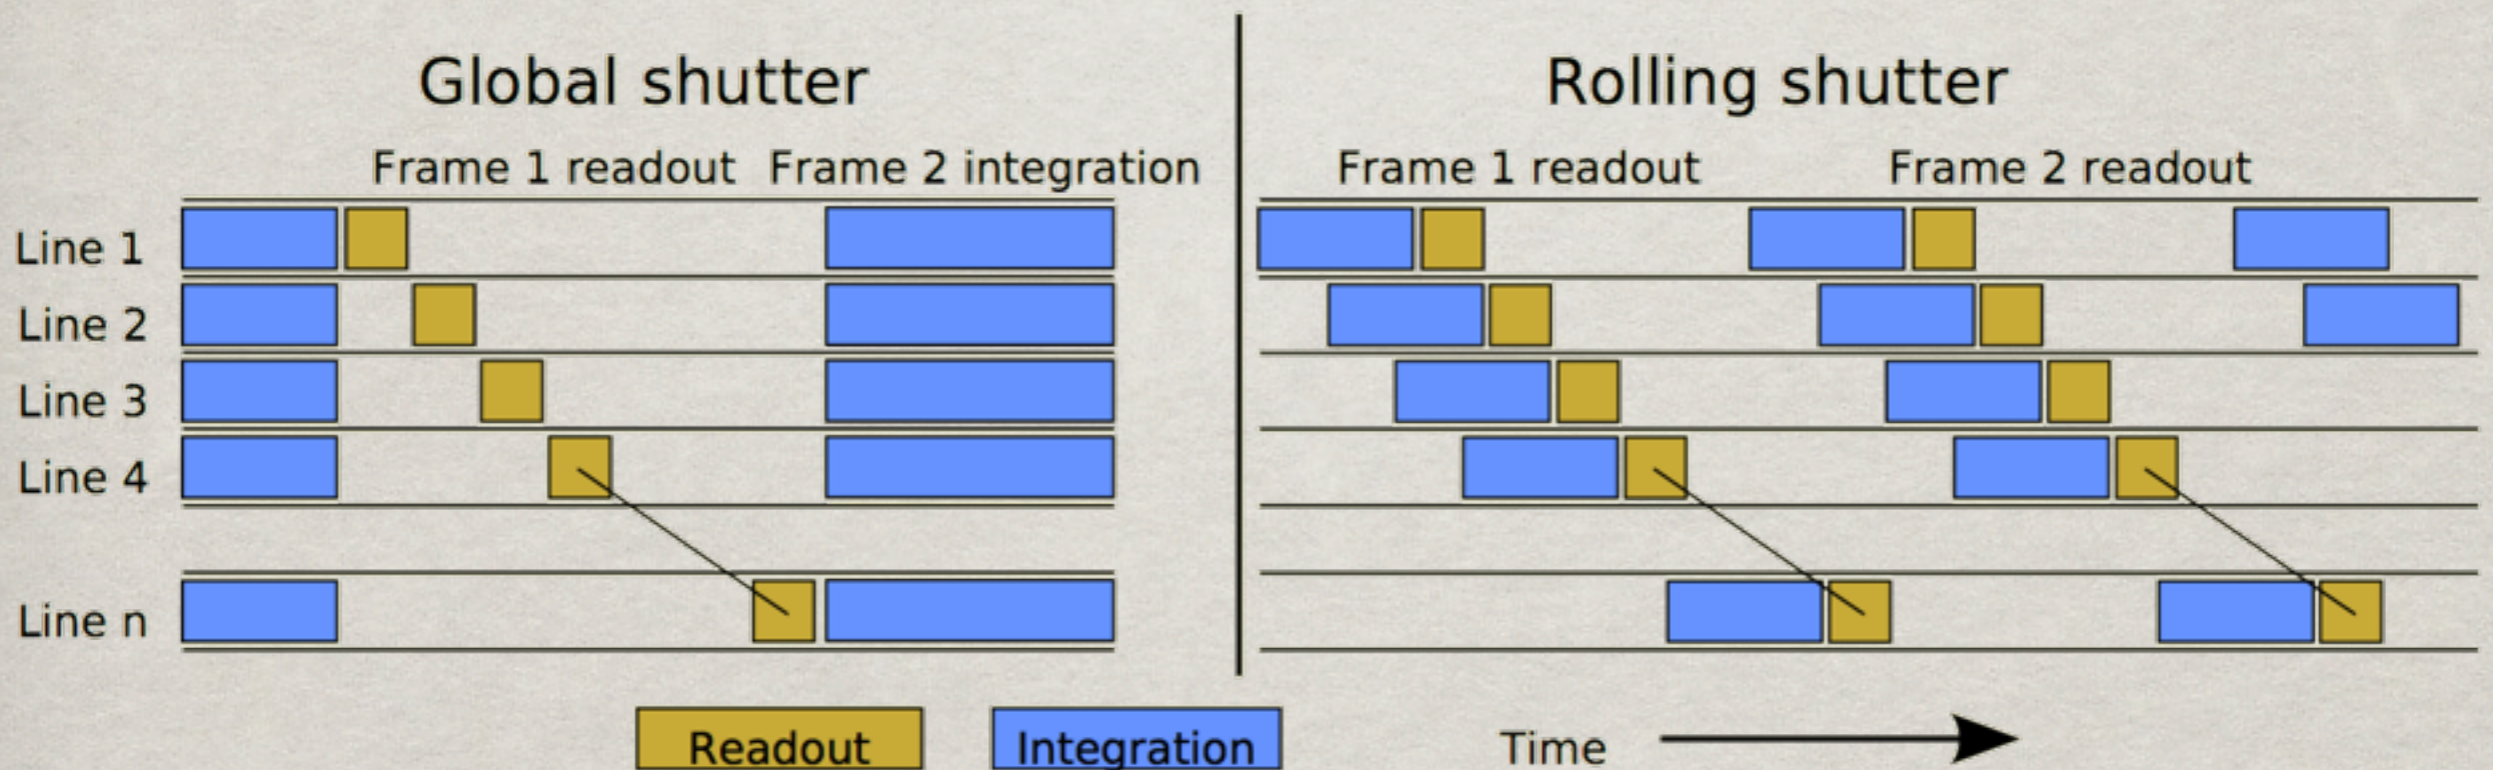 Global shutter
Rolling shutter
Frame 1 readout
Frame 2 integration
Frame 1 readout
Frame 2 readout
Line 1
Line 2
Line 3
Line 4
Line n
Readout
Integration
Time